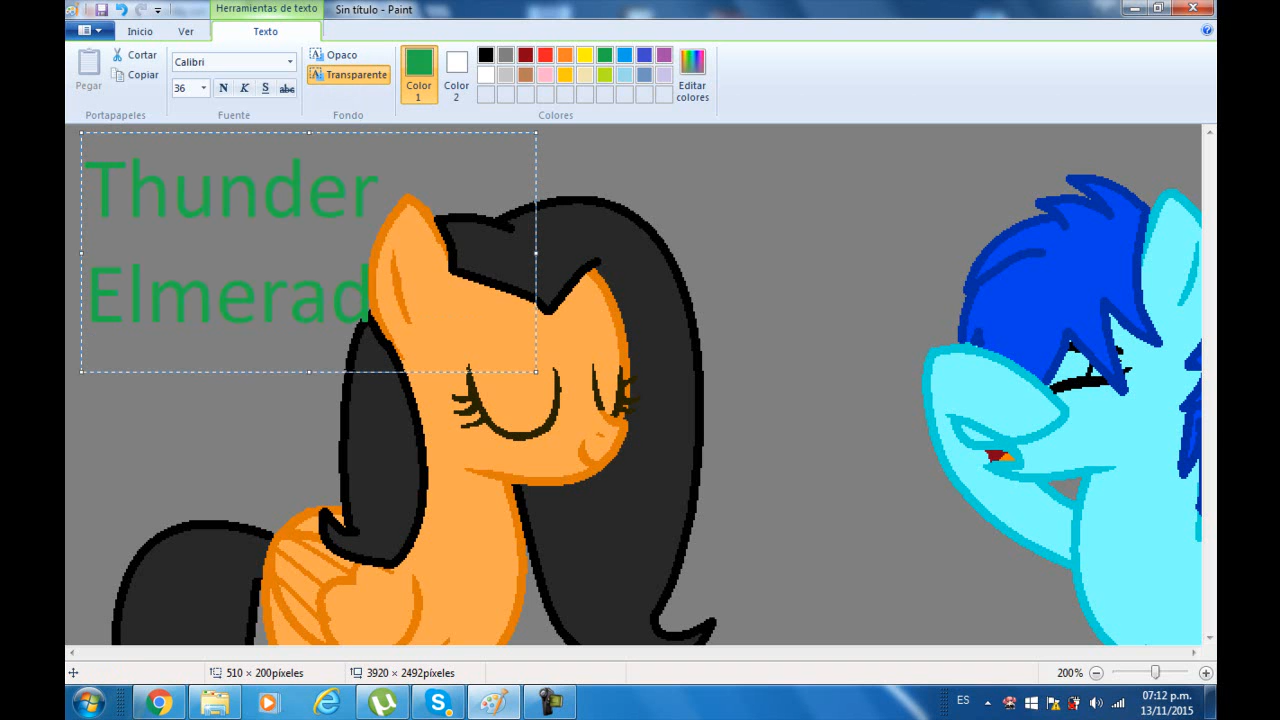 Herramientas de texto
Sin título - Paint
Inicio
Ver
Texto
Pegar
Cortar
Copiar
Portapapeles
Calibri
36
N K S abc
Fuente
Opaco
Transparente
Fondo
Color 1
Color 2
Editar colores
Colores
Thunder
Elmerad
510 × 200píxeles
3920 × 2492píxeles
200%
ES
07:12 p.m.
13/11/2015